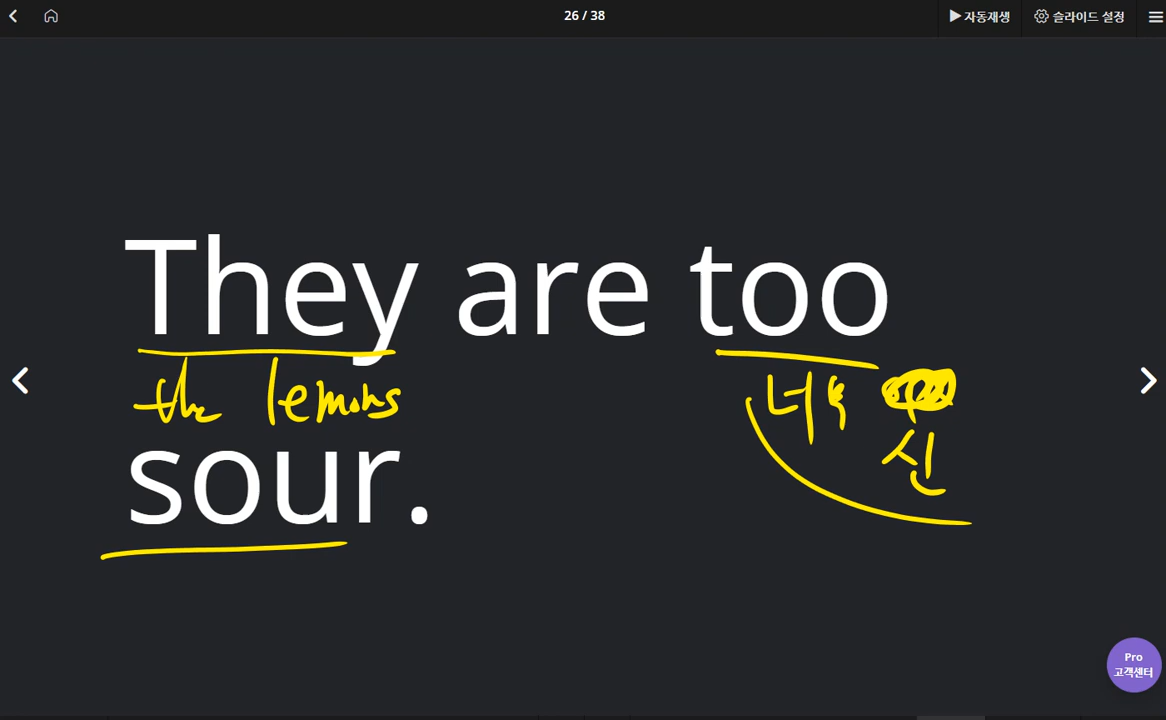 26 / 38
▶ 자동재생
슬라이드 설정
They are too
the lemons
너무
신
sour.
Pro
고객센터